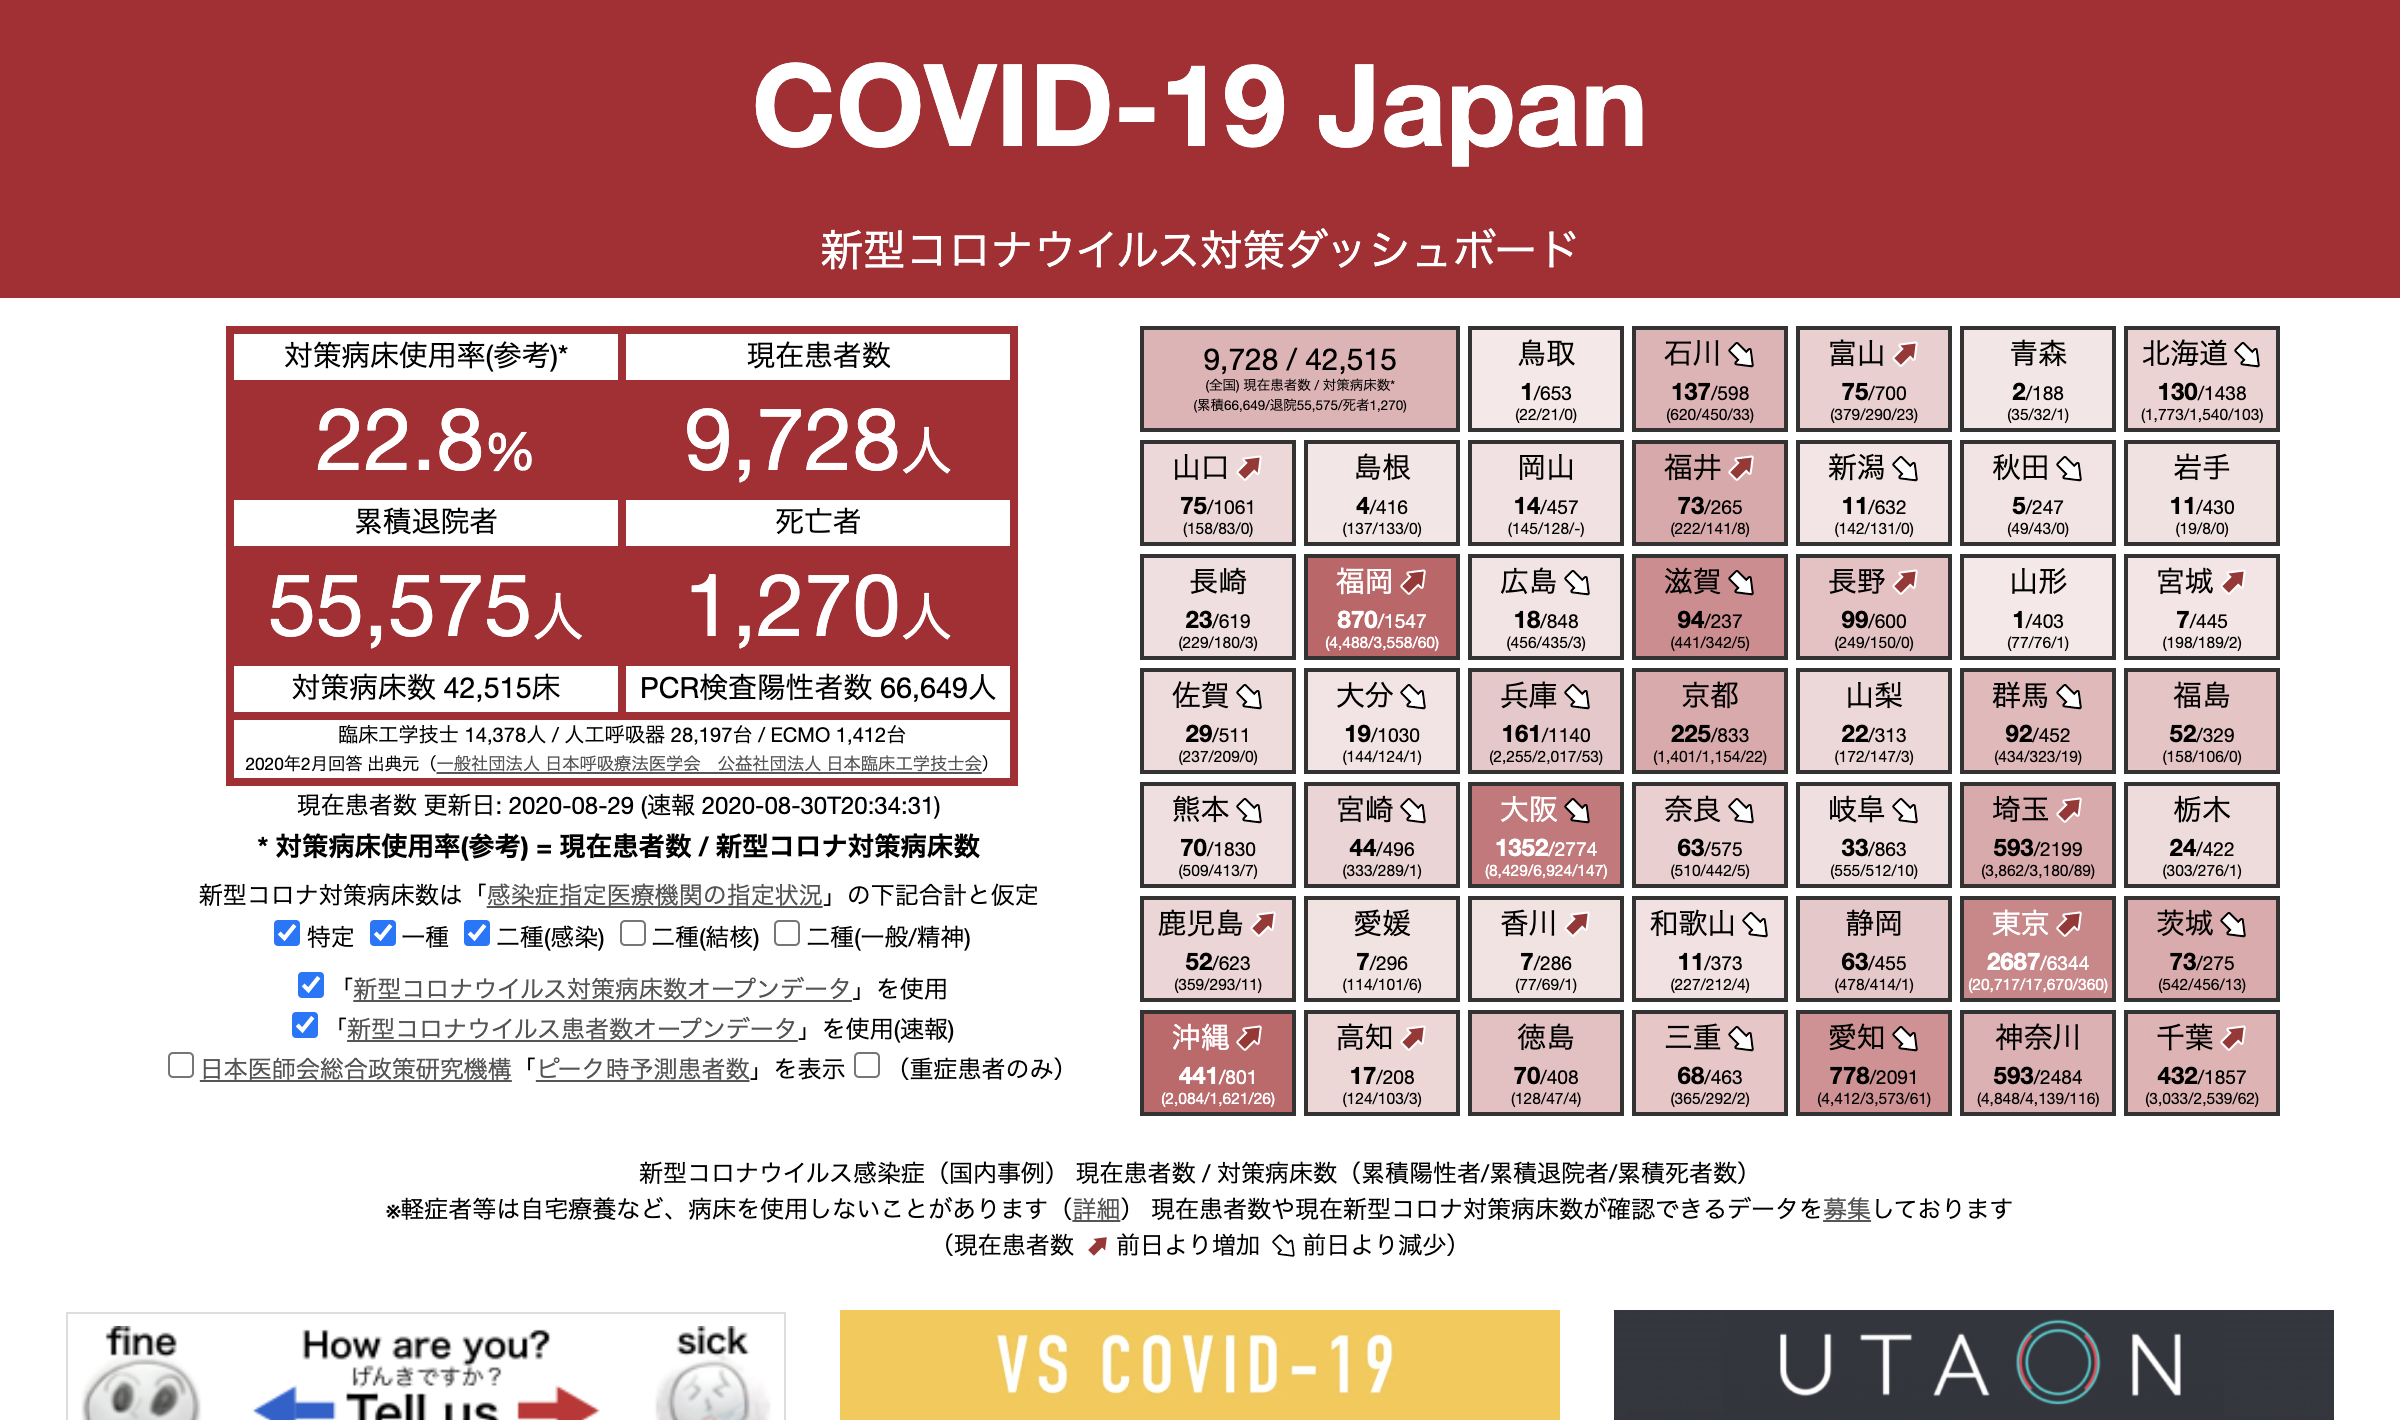 COVID-19 Japan
新型コロナウイルス対策ダッシュボード
対策病床使用率(参考)* 現在患者数
22.8% 9,728人
累積退院者 死亡者
55,575人 1,270人
対策病床数 42,515床 PCR検査陽性者数 66,649人
臨床工学技士 14,378人 / 人工呼吸器 28,197台 / ECMO 1,412台
2020年2月回答 出典元（一般社団法人 日本呼吸療法医学会　公益社団法人 日本臨床工学技士会）
現在患者数 更新日: 2020-08-29 (速報 2020-08-30T20:34:31)
* 対策病床使用率(参考) = 現在患者数 / 新型コロナ対策病床数
新型コロナ対策病床数は「感染症指定医療機関の指定状況」の下記合計と仮定
特定 一種 二種(感染) 二種(結核) 二種(一般/精神)
「新型コロナウイルス対策病床数オープンデータ」を使用
「新型コロナウイルス患者数オープンデータ」を使用(速報)
日本医師会総合政策研究機構「ピーク時予測患者数」を表示 （重症患者のみ）
9,728 / 42,515
(全国) 現在患者数 / 対策病床数*
(累積66,649/退院55,575/死者1,270)
鳥取
1/653
(22/21/0)
石川
137/598
(620/450/33)
富山
75/700
(379/290/23)
青森
2/188
(35/32/1)
北海道
130/1438
(1,773/1,540/103)
山口
75/1061
(158/83/0)
島根
4/416
(137/133/0)
岡山
14/457
(145/128/-)
福井
73/265
(222/141/8)
新潟
11/632
(142/131/0)
秋田
5/247
(49/43/0)
岩手
11/430
(19/8/0)
長崎
23/619
(229/180/3)
福岡
870/1547
(4,488/3,558/60)
広島
18/848
(456/435/3)
滋賀
94/237
(441/342/5)
長野
99/600
(249/150/0)
山形
1/403
(77/76/1)
宮城
7/445
(198/189/2)
佐賀
29/511
(237/209/0)
大分
19/1030
(144/124/1)
兵庫
161/1140
(2,255/2,017/53)
京都
225/833
(1,401/1,154/22)
山梨
22/313
(172/147/3)
群馬
92/452
(434/323/19)
福島
52/329
(158/106/0)
熊本
70/1830
(509/413/7)
宮崎
44/496
(333/289/1)
大阪
1352/2774
(8,429/6,924/147)
奈良
63/575
(510/442/5)
岐阜
33/863
(555/512/10)
埼玉
593/2199
(3,862/3,180/89)
栃木
24/422
(303/276/1)
鹿児島
52/623
(359/293/11)
愛媛
7/296
(114/101/6)
香川
7/286
(77/69/1)
和歌山
11/373
(227/212/4)
静岡
63/455
(478/414/1)
東京
2687/6344
(20,717/17,670/360)
茨城
73/275
(542/456/13)
沖縄
441/801
(2,084/1,621/26)
高知
17/208
(124/103/3)
徳島
70/408
(128/47/4)
三重
68/463
(365/292/2)
愛知
778/2091
(4,412/3,573/61)
神奈川
593/2484
(4,848/4,139/116)
千葉
432/1857
(3,033/2,539/62)
新型コロナウイルス感染症（国内事例） 現在患者数 / 対策病床数（累積陽性者/累積退院者/累積死者数）
※軽症者等は自宅療養など、病床を使用しないことがあります（詳細） 現在患者数や現在新型コロナ対策病床数が確認できるデータを募集しております
（現在患者数 前日より増加 前日より減少）
fine How are you? sick
げんきですか？
Tell us
VS COVID-19
UTAON